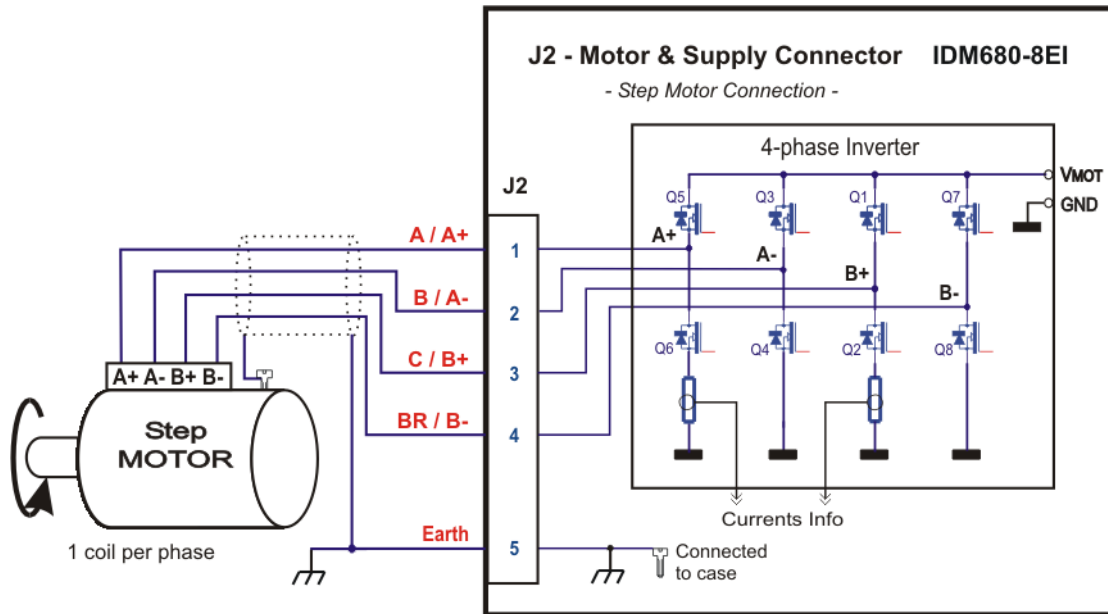 J2 - Motor & Supply Connector IDM680-8EI
- Step Motor Connection -
4-phase Inverter
VMOT
GND
J2
Q5 Q3 Q1 Q7
A / A+
1
A+
A-
B / A-
2
B+
B-
C / B+
3
Q6 Q4 Q2 Q8
A+ A- B+ B-
BR / B-
4
Step
MOTOR
Currents Info
1 coil per phase
Earth
5
Connected
to case